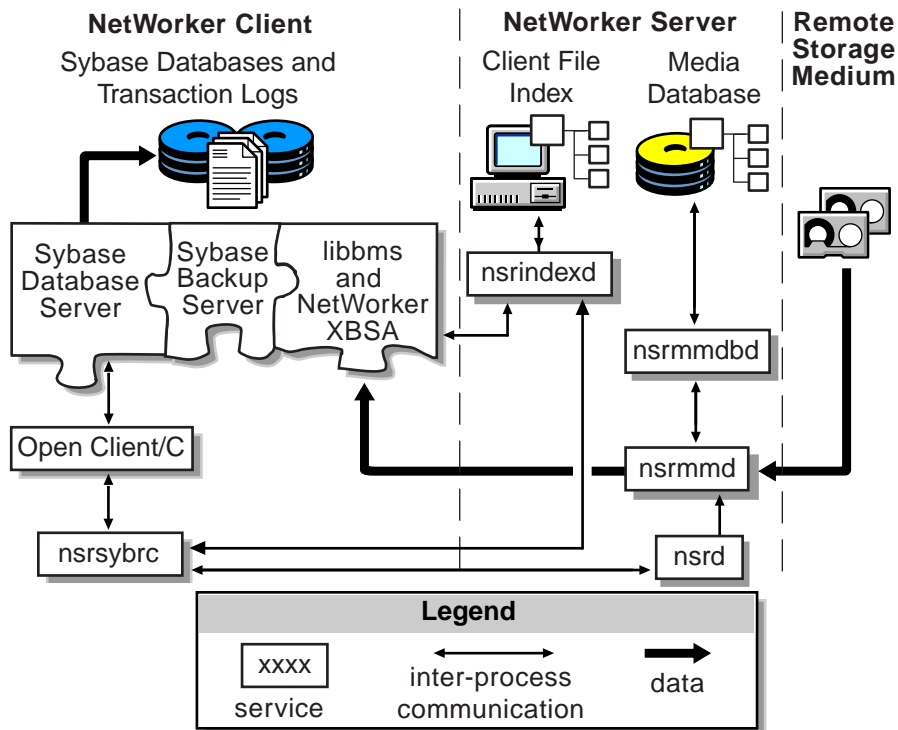 NetWorker Client
NetWorker Server
Remote
Storage
Medium
Sybase Databases and
Transaction Logs
Client File
Index
Media
Database
Sybase
Database
Server
Sybase
Backup
Server
libbms
and
NetWorker
XBSA
nsrindexd
nsrmmdbd
Open Client/C
nsrmmd
nsrsybrc
nsrd
Legend
xxxx
service
inter-process
communication
data